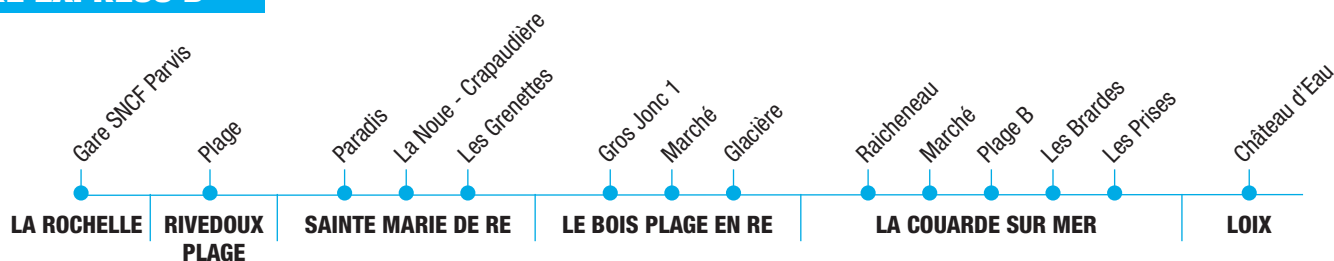 Gare SNCF Parvis
Plage
Paradis
La Noue - Crapaudière
Les Grenettes
Gros Jonc 1
Marché
Glacière
Raicheneau
Marché
Plage B
Les Brardes
Les Prises
Château d'Eau
LA ROCHELLE
RIVEDOUX
PLAGE
SAINTE MARIE DE RE
LE BOIS PLAGE EN RE
LA COUARDE SUR MER
LOIX